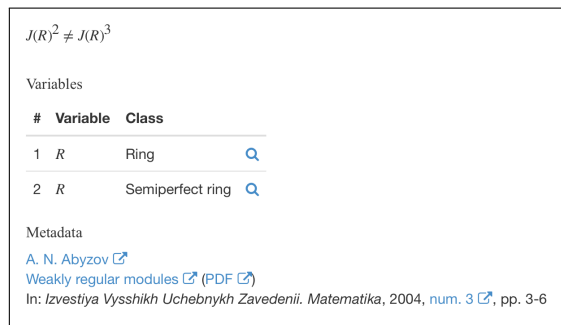 J(R)² ≠ J(R)³
Variables
# Variable Class
1 R Ring
2 R Semiperfect ring
Metadata
A. N. Abyzov
Weakly regular modules (PDF)
In: Izvestiya Vysshikh Uchebnykh Zavedenii. Matematika, 2004, num. 3, pp. 3-6